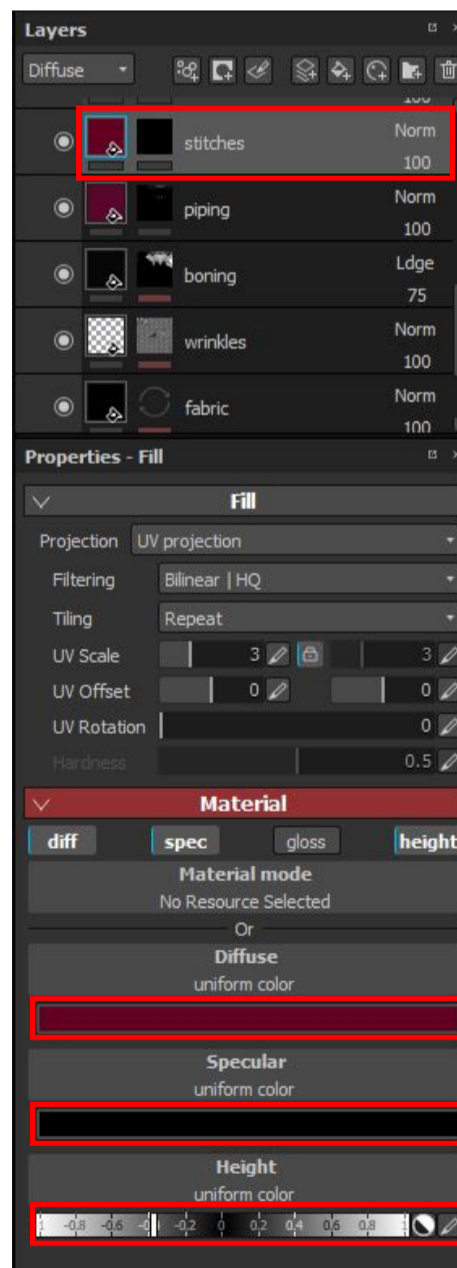 Layers
Diffuse
100
stitches Norm
100
piping Norm
100
boning Ldge
75
wrinkles Norm
100
fabric Norm
100
Properties - Fill
Fill
Projection UV projection
Filtering Bilinear | HQ
Tiling Repeat
UV Scale 3 3
UV Offset 0 0
UV Rotation 0
Hardness 0.5
Material
diff spec gloss height
Material mode
No Resource Selected
Or
Diffuse
uniform color
Specular
uniform color
Height
uniform color
-0.8 -0.6 -0.2 0 0.2 0.4 0.6 0.8 1